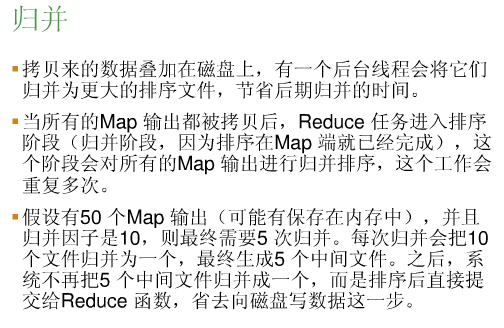 归并
拷贝来的数据叠加在磁盘上，有一个后台线程会将它们
归并为更大的排序文件，节省后期归并的时间。
当所有的Map 输出都被拷贝后，Reduce 任务进入排序
阶段（归并阶段，因为排序在Map 端就已经完成），这
个阶段会对所有的Map 输出进行归并排序，这个工作会
重复多次。
假设有50 个Map 输出（可能有保存在内存中），并且
归并因子是10，则最终需要5 次归并。每次归并会把10
个文件归并为一个，最终生成5 个中间文件。之后，系
统不再把5 个中间文件归并成一个，而是排序后直接提
交给Reduce 函数，省去向磁盘写数据这一步。